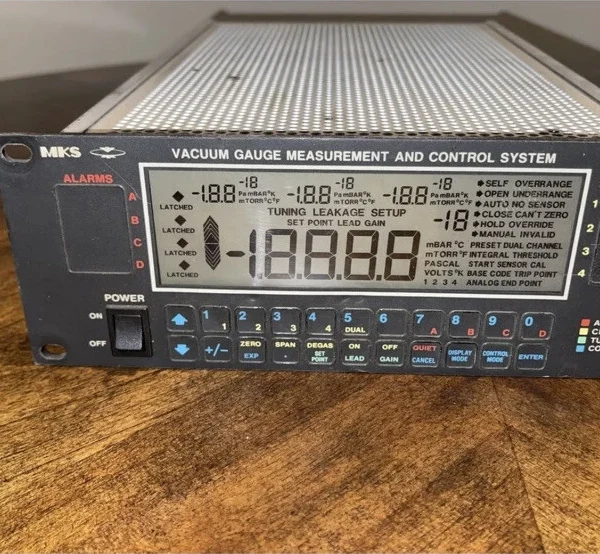 MKS VACUUM GAUGE MEASUREMENT AND CONTROL SYSTEM
ALARMS
A
B
C
D
LATCHED
LATCHED
LATCHED
-1.8.8 -18 Pa mBAR °K mTORR °C °F
-1.8.8 -18 Pa mBAR °K mTORR °C °F
-1.8.8 -18 Pa mBAR °K mTORR °C °F
TUNING LEAKAGE SETUP
SET POINT LEAD GAIN
-1.8.8.8.8 -18
SELF OVERRANGE
OPEN UNDERRANGE
AUTO NO SENSOR
CLOSE CAN'T ZERO
HOLD OVERRIDE
MANUAL INVALID
mBAR °C PRESET DUAL CHANNEL
mTORR °F INTEGRAL THRESHOLD
PASCAL START SENSOR CAL
VOLTS °K BASE CODE TRIP POINT
1 2 3 4 ANALOG END POINT
1
2
3
4
POWER
ON
OFF
1 1
2 2
3 3
4 4
5 DUAL
6
7 A
8 B
9 C
0 D
+/-
ZERO EXP
SPAN .
DEGAS SET POINT
ON LEAD
OFF GAIN
QUIET CANCEL
DISPLAY MODE
CONTROL MODE
ENTER